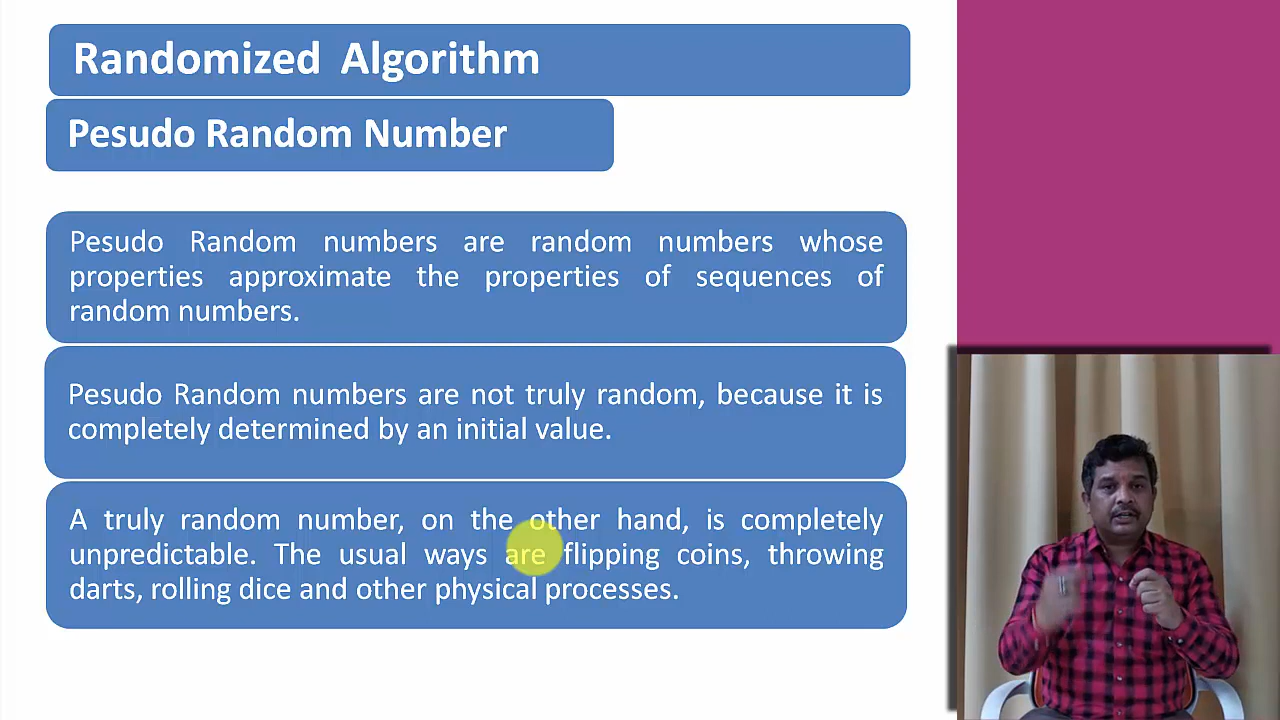 Randomized Algorithm
Pesudo Random Number
Pesudo Random numbers are random numbers whose
properties approximate the properties of sequences of
random numbers.
Pesudo Random numbers are not truly random, because it is
completely determined by an initial value.
A truly random number, on the other hand, is completely
unpredictable. The usual ways are flipping coins, throwing
darts, rolling dice and other physical processes.